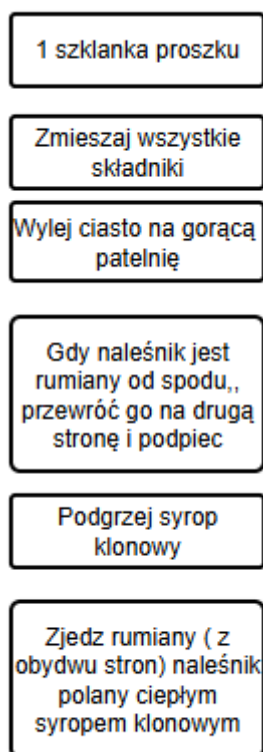 1 szklanka proszku
Zmieszaj wszystkie
składniki
Wylej ciasto na gorącą
patelnię
Gdy naleśnik jest
rumiany od spodu,,
przewróć go na drugą
stronę i podpiec
Podgrzej syrop
klonowy
Zjedz rumiany ( z
obydwu stron) naleśnik
polany ciepłym
syropem klonowym